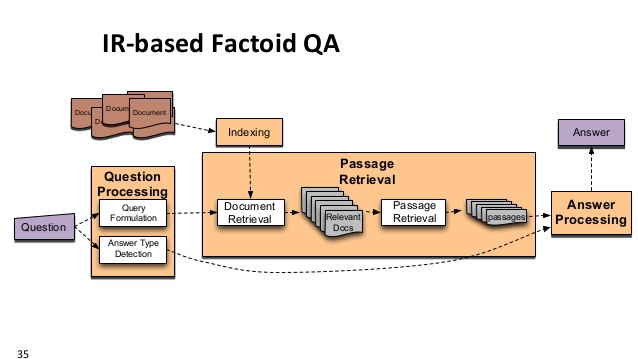 IR-based Factoid QA
Docu
Docum
Document
D
Indexing
Answer
Passage
Retrieval
Question
Processing
Query
Formulation
Document
Retrieval
Relevant
Docs
Passage
Retrieval
passages
Answer
Processing
Question
Answer Type
Detection
35